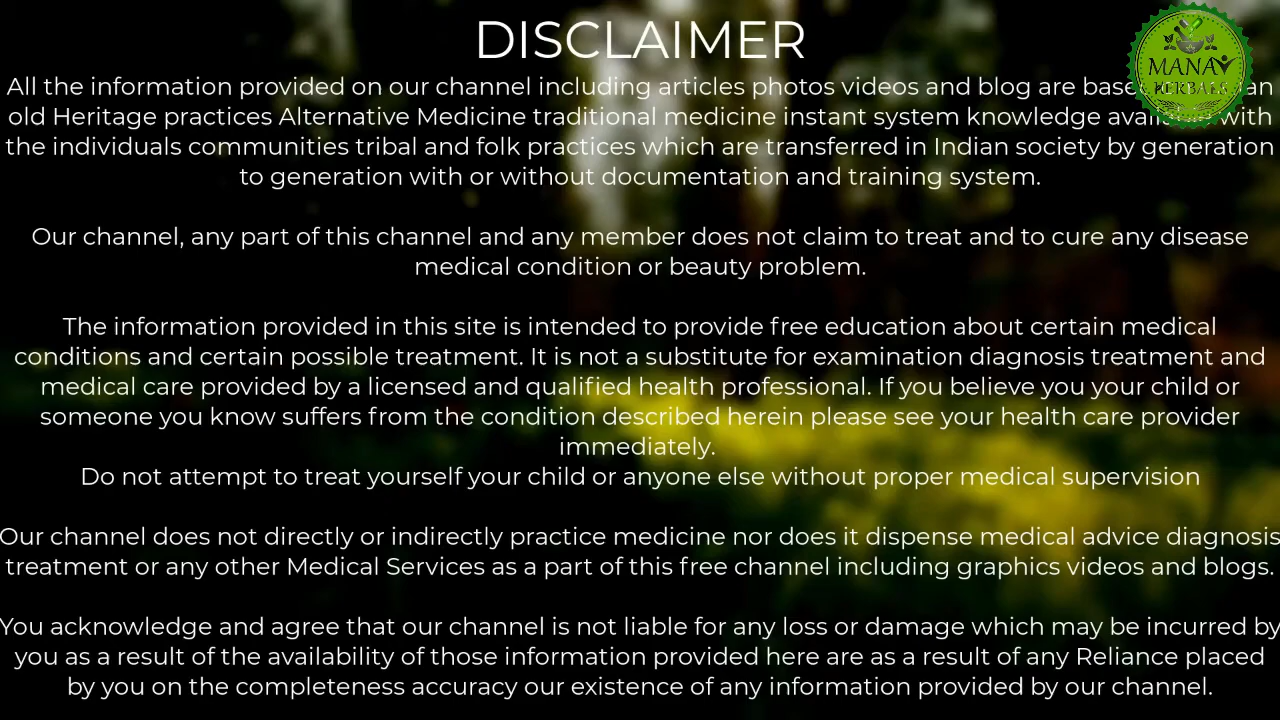 DISCLAIMER
MANAY
HERBALS
All the information provided on our channel including articles photos videos and blog are based an
old Heritage practices Alternative Medicine traditional medicine instant system knowledge available with
the individuals communities tribal and folk practices which are transferred in Indian society by generation
to generation with or without documentation and training system.
Our channel, any part of this channel and any member does not claim to treat and to cure any disease
medical condition or beauty problem.
The information provided in this site is intended to provide free education about certain medical
conditions and certain possible treatment. It is not a substitute for examination diagnosis treatment and
medical care provided by a licensed and qualified health professional. If you believe you your child or
someone you know suffers from the condition described herein please see your health care provider
immediately.
Do not attempt to treat yourself your child or anyone else without proper medical supervision
Our channel does not directly or indirectly practice medicine nor does it dispense medical advice diagnosis
treatment or any other Medical Services as a part of this free channel including graphics videos and blogs.
You acknowledge and agree that our channel is not liable for any loss or damage which may be incurred by
you as a result of the availability of those information provided here are as a result of any Reliance placed
by you on the completeness accuracy our existence of any information provided by our channel.